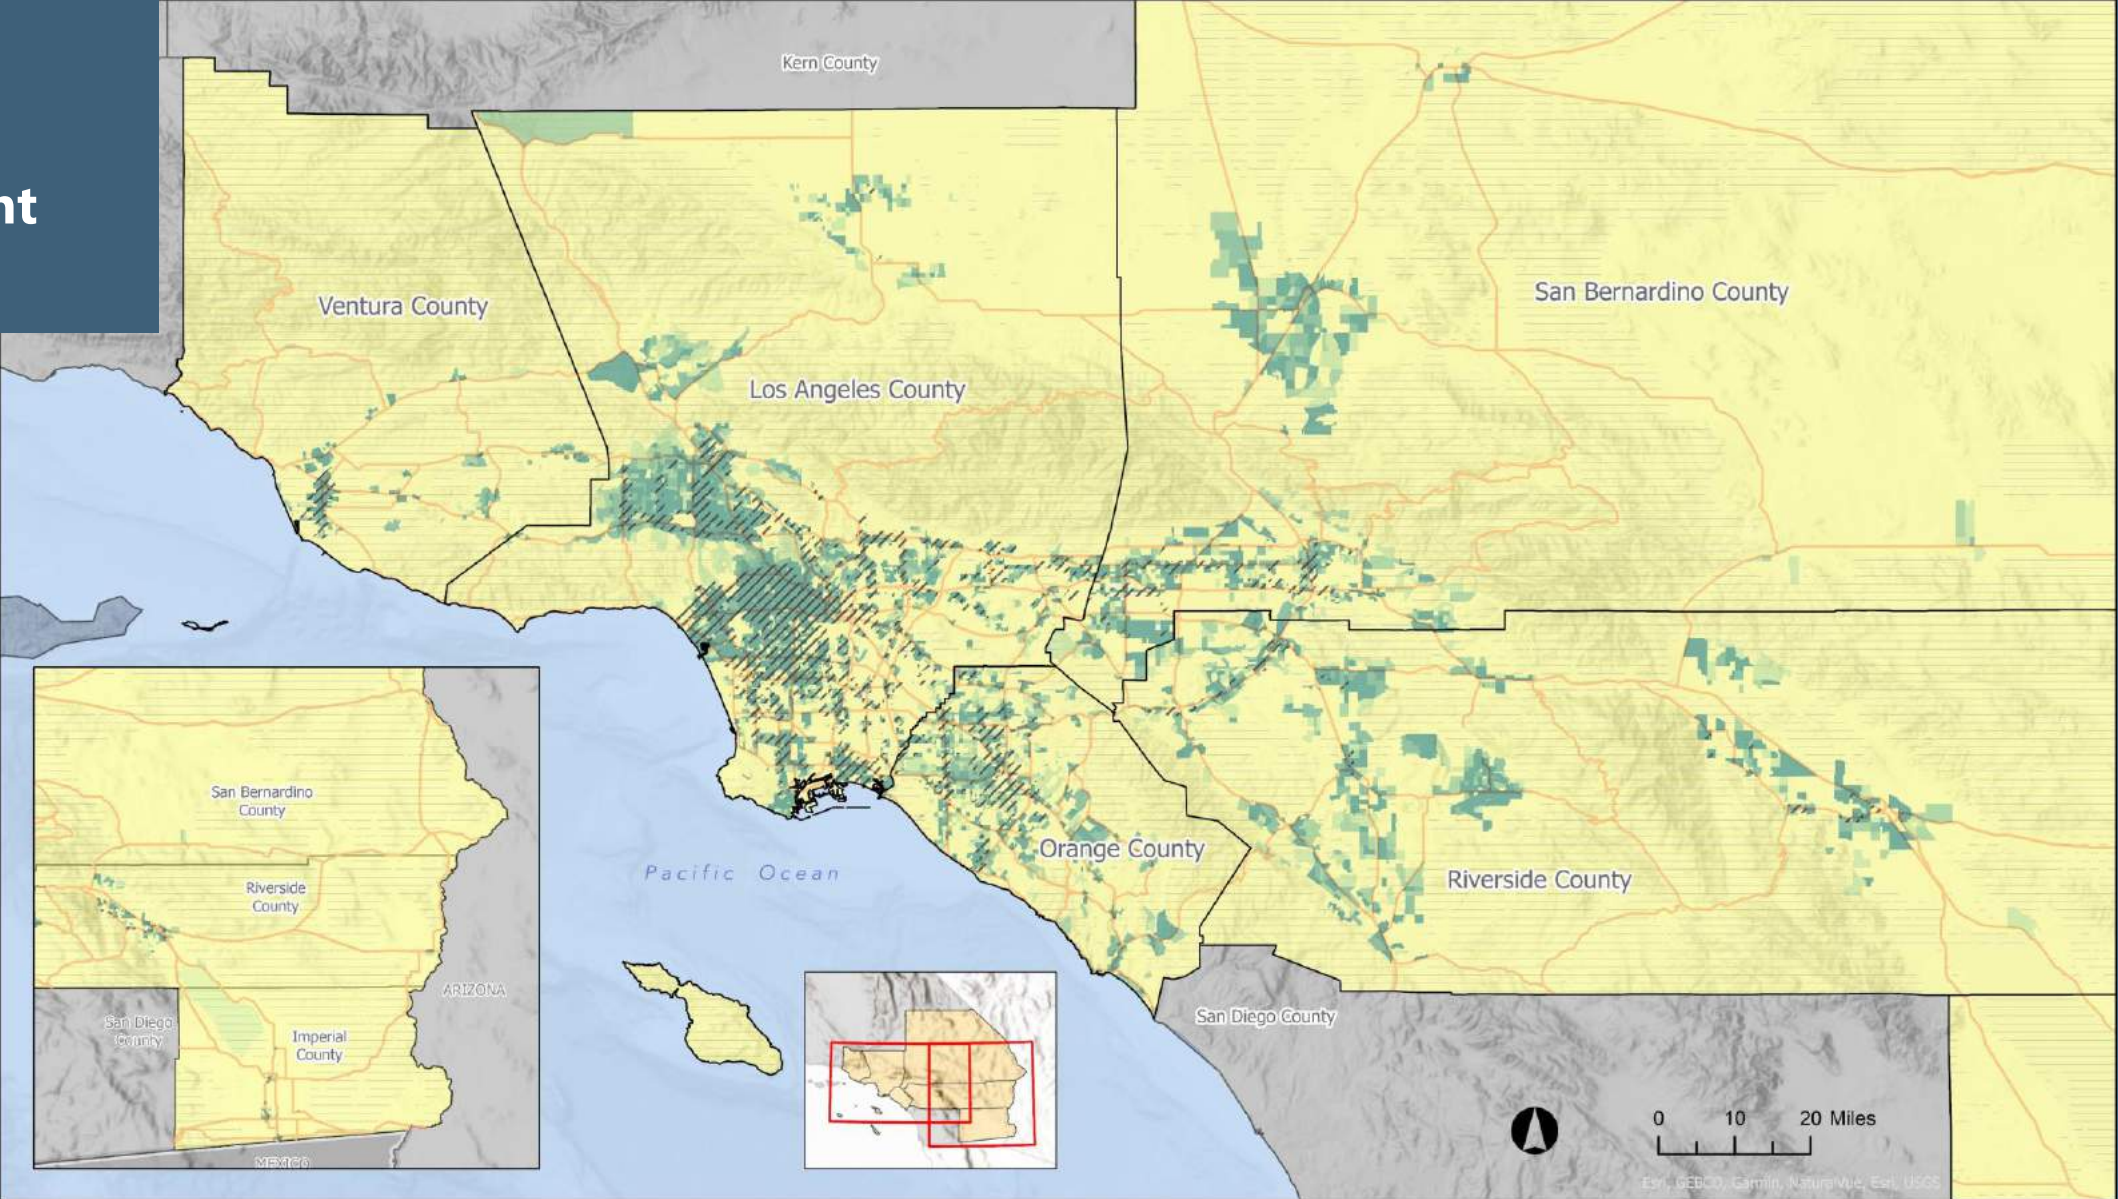 nt
Kern County
Ventura County
San Bernardino County
Los Angeles County
Orange County
Riverside County
Pacific Ocean
San Diego County
San Bernardino
County
Riverside
County
ARIZONA
San Diego
County
Imperial
County
MEXICO
0 10 20 Miles
Esri, GEBCO, Garmin, NaturalVue, Esri, USGS